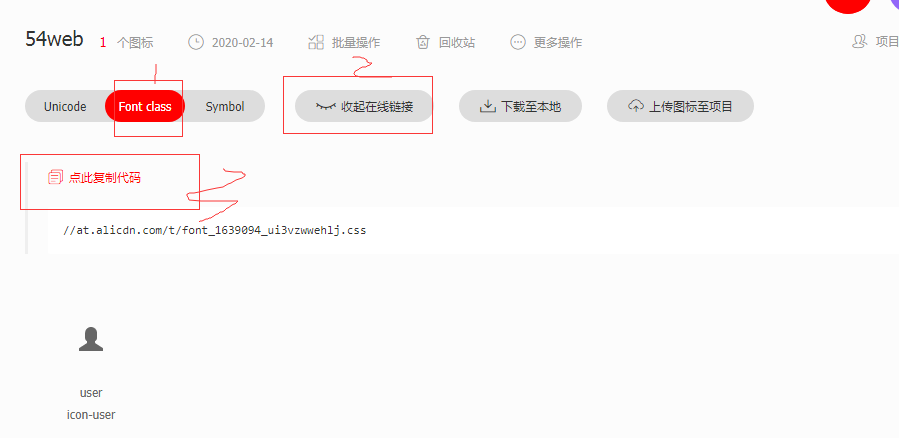 54web 1 个图标 2020-02-14 批量操作 回收站 更多操作 项目
1 2
Unicode Font class Symbol 收起在线链接 下载至本地 上传图标至项目
点此复制代码 3
//at.alicdn.com/t/font_1639094_ui3vzwwehlj.css
user
icon-user